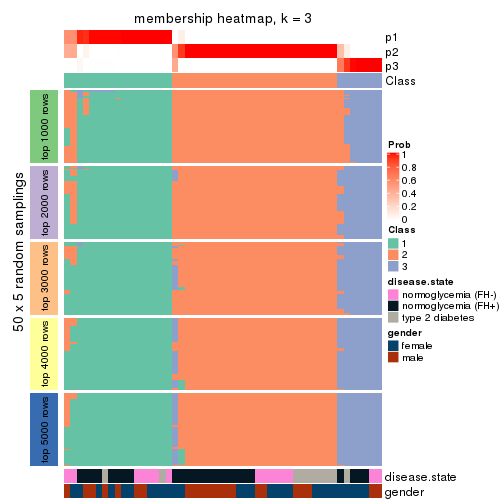 membership heatmap, k = 3
p1
p2
p3
Class
50 x 5 random samplings
top 1000 rows
top 2000 rows
top 3000 rows
top 4000 rows
top 5000 rows
disease.state
gender
Prob
1
0.8
0.6
0.4
0.2
0
Class
1
2
3
disease.state
normoglycemia (FH-)
normoglycemia (FH+)
type 2 diabetes
gender
female
male